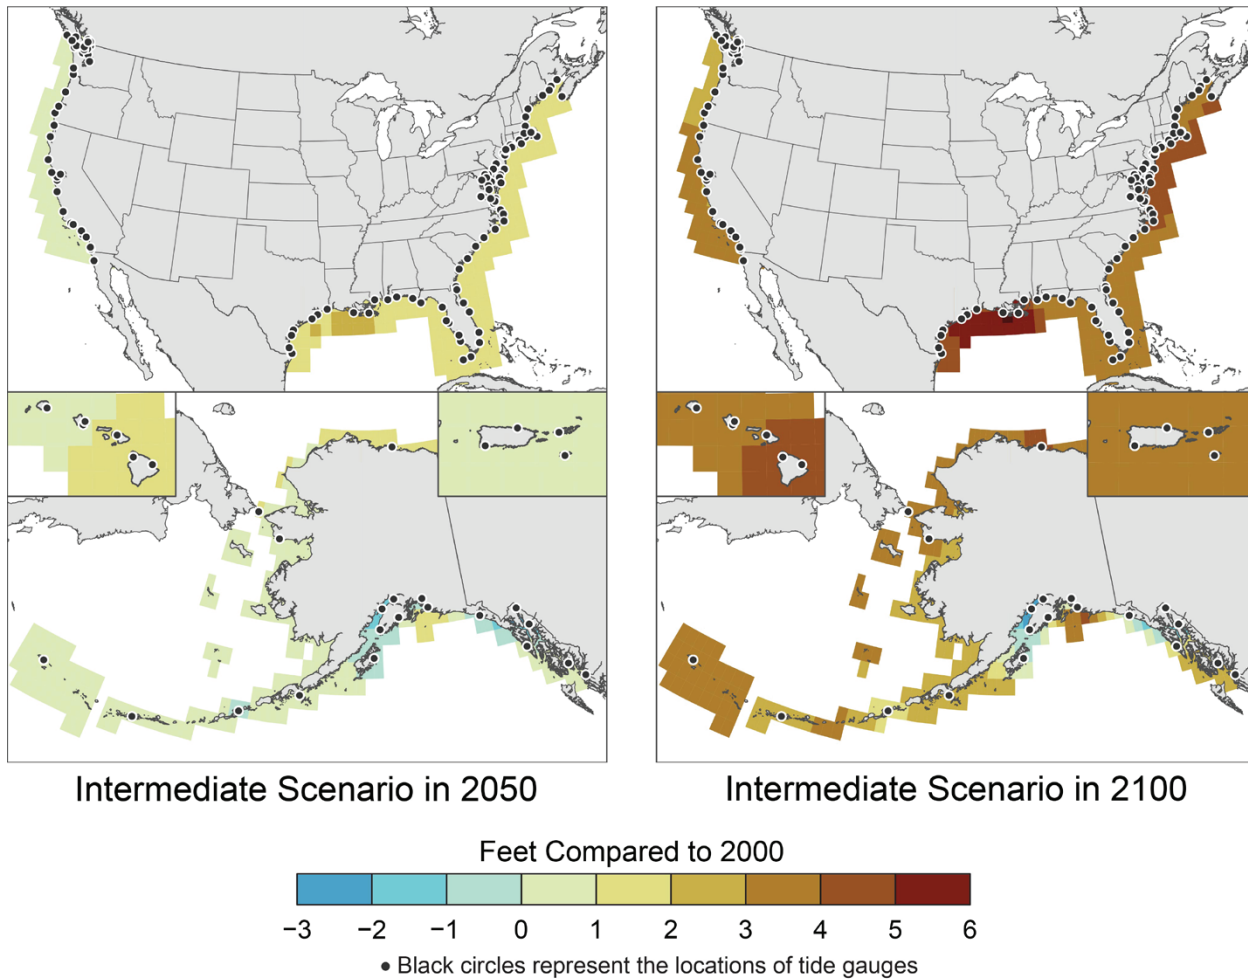 Intermediate Scenario in 2050
Intermediate Scenario in 2100
Feet Compared to 2000
−3 −2 −1 0 1 2 3 4 5 6
• Black circles represent the locations of tide gauges